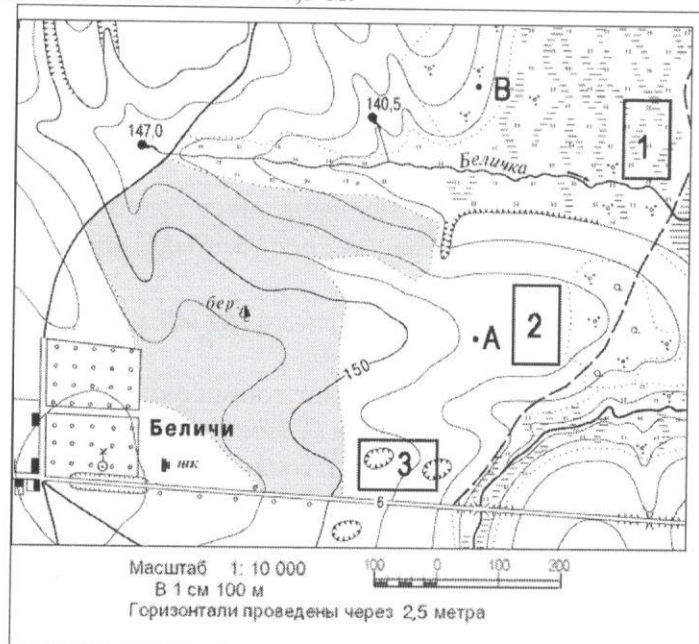 В
140,5
147,0
1
Беличка
бер.
А
2
150
Беличи
шк
3
6
Масштаб 1: 10 000
В 1 см 100 м
100 0 100 200
Горизонтали проведены через 2,5 метра